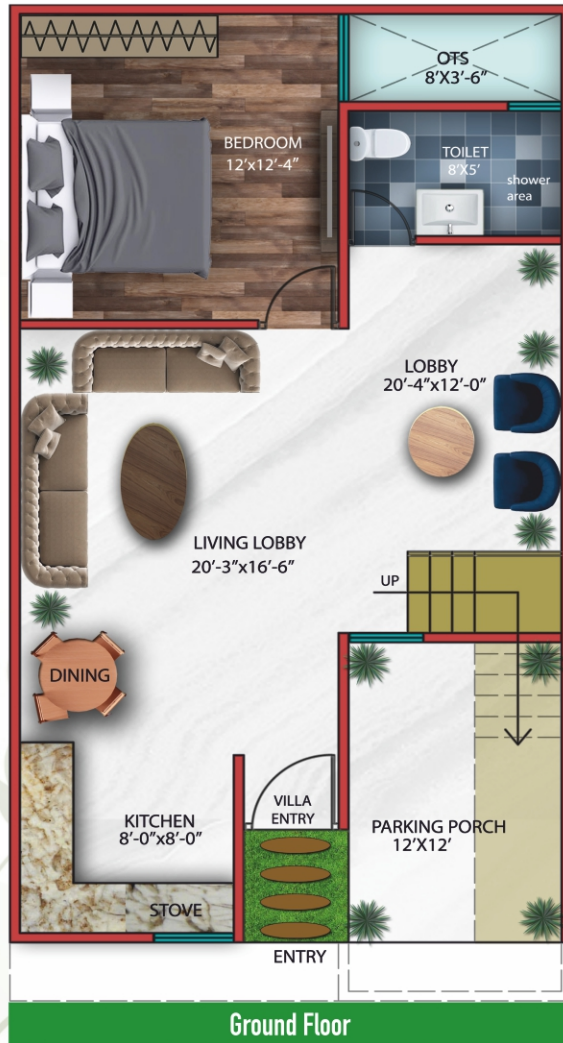 OTS
8'X3'-6"
BEDROOM
12'x12'-4"
TOILET
8'X5'
shower
area
LOBBY
20'-4"x12'-0"
LIVING LOBBY
20'-3"x16'-6"
UP
DINING
KITCHEN
8'-0"x8'-0"
VILLA
ENTRY
PARKING PORCH
12'X12'
STOVE
ENTRY
Ground Floor